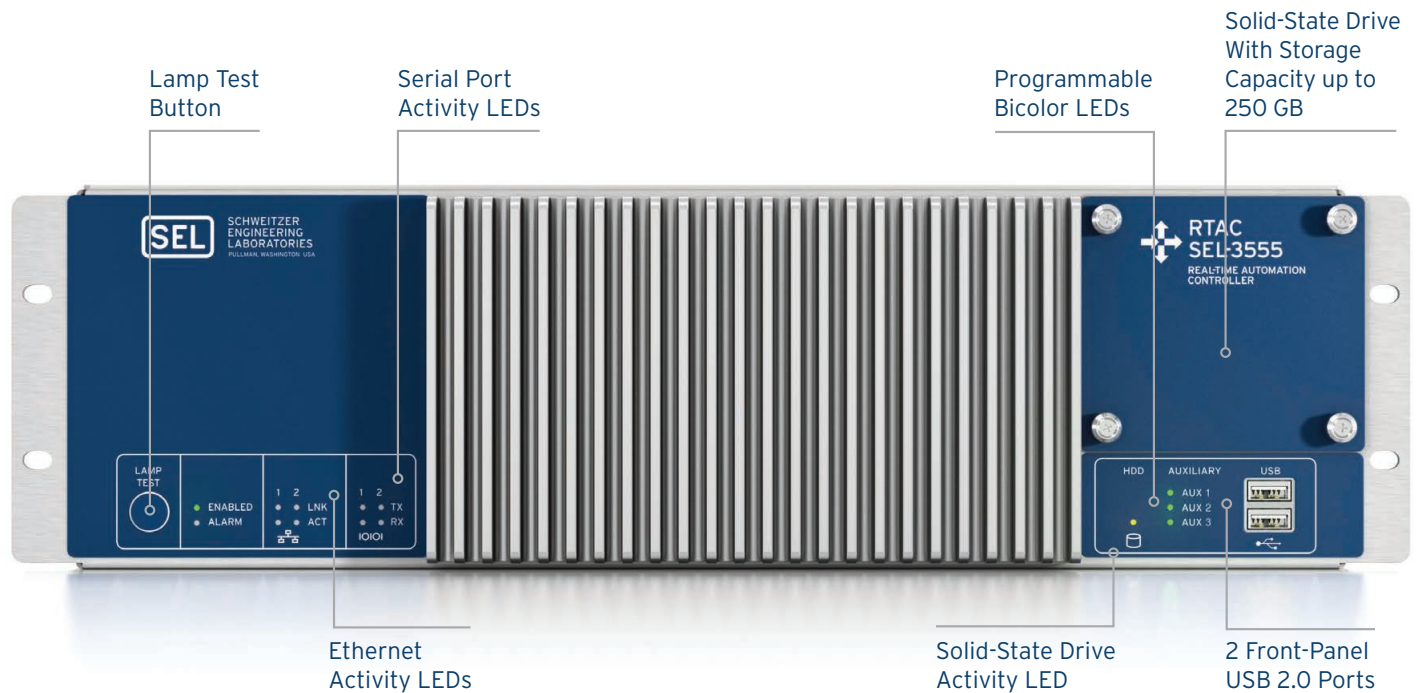 Solid-State Drive
With Storage
Capacity up to
250 GB
Lamp Test
Button
Serial Port
Activity LEDs
Programmable
Bicolor LEDs
SEL
SCHWEITZER
ENGINEERING
LABORATORIES
PULLMAN, WASHINGTON USA
RTAC
SEL-3555
REAL-TIME AUTOMATION
CONTROLLER
LAMP
TEST
ENABLED
ALARM
1 2
LNK
ACT
1 2
TX
RX
IOIOI
HDD
AUXILIARY
AUX 1
AUX 2
AUX 3
USB
Ethernet
Activity LEDs
Solid-State Drive
Activity LED
2 Front-Panel
USB 2.0 Ports